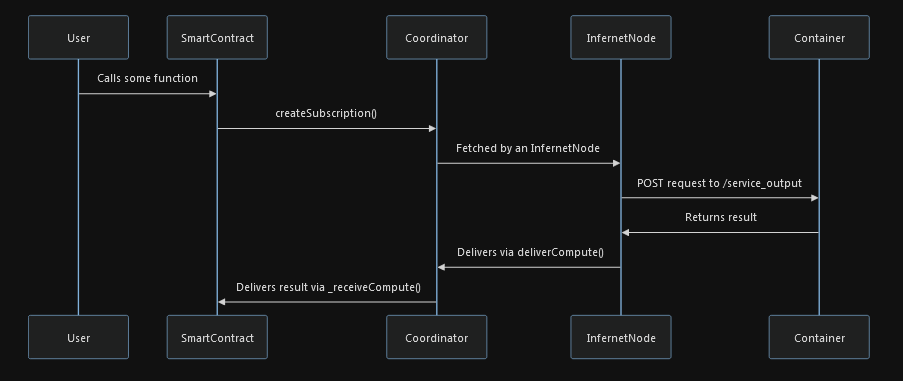 User
SmartContract
Coordinator
InfernetNode
Container
Calls some function
createSubscription()
Fetched by an InfernetNode
POST request to /service_output
Returns result
Delivers via deliverCompute()
Delivers result via _receiveCompute()
User
SmartContract
Coordinator
InfernetNode
Container